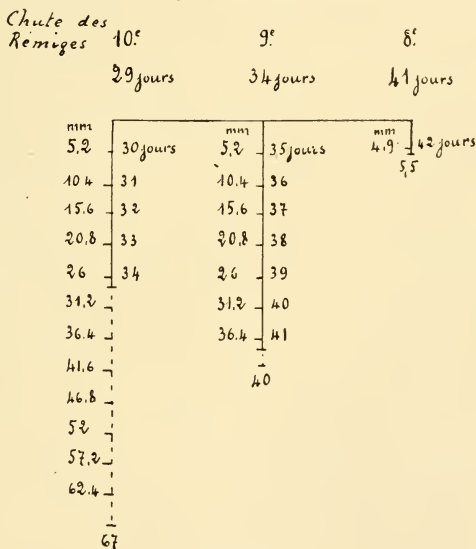 Chute des
Rémiges 10.e 9.e 8.e
29 jours 34 jours 41 jours
mm mm mm
5,2 30 jours 5,2 35 jours 4,9 42 jours
5,5
10.4 31 10,4 36
15.6 32 15,6 37
20,8 33 20,8 38
26 34 26 39
31,2 31,2 40
36.4 36.4 41
41,6 40
46.8
52
57,2
62.4
67